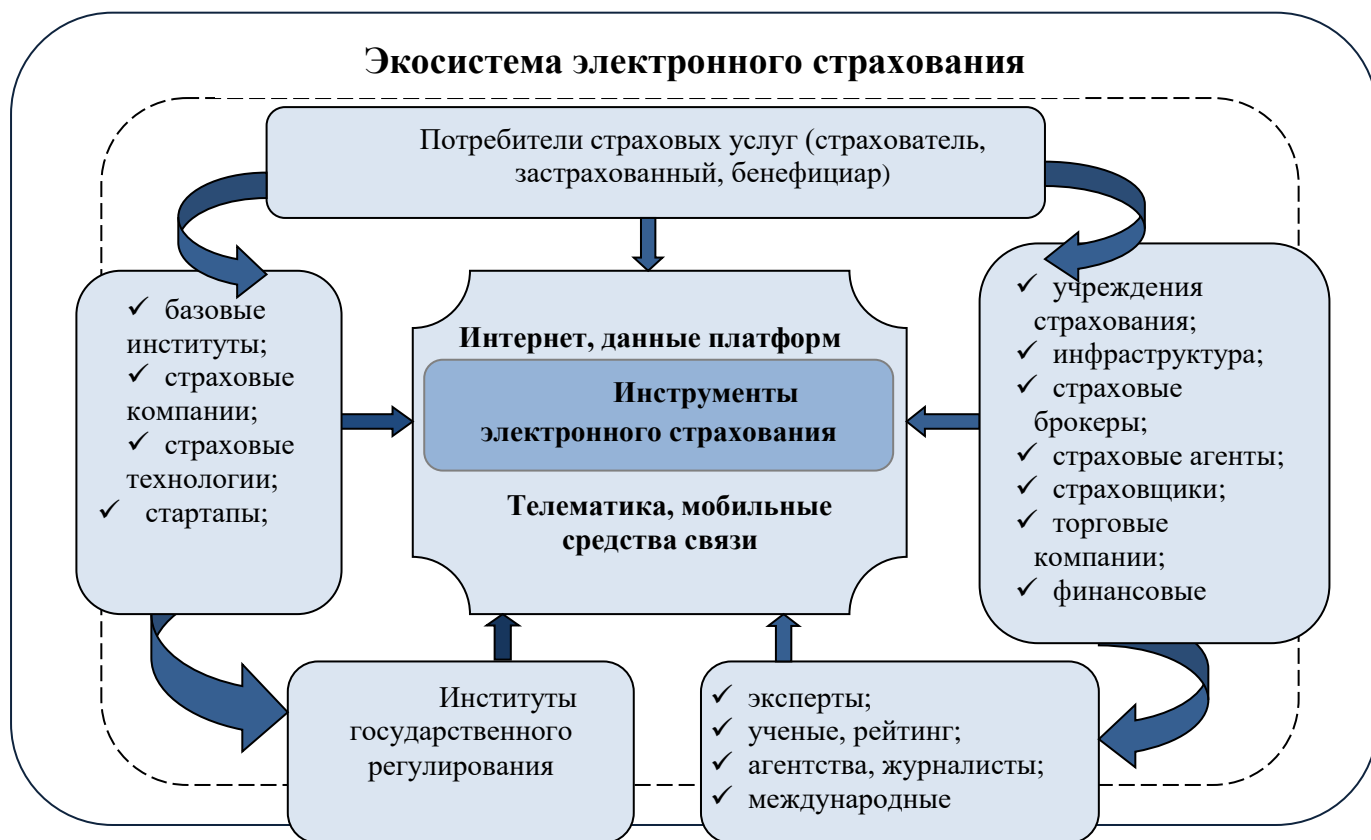 Экосистема электронного страхования
Потребители страховых услуг (страхователь,
застрахованный, бенефициар)
✓ базовые
институты;
✓ страховые
компании;
✓ страховые
технологии;
✓ стартапы;
Интернет, данные платформ
Инструменты
электронного страхования
Телематика, мобильные
средства связи
✓ учреждения
страхования;
✓ инфраструктура;
✓ страховые
брокеры;
✓ страховые агенты;
✓ страховщики;
✓ торговые
компании;
✓ финансовые
Институты
государственного
регулирования
✓ эксперты;
✓ ученые, рейтинг;
✓ агентства, журналисты;
✓ международные